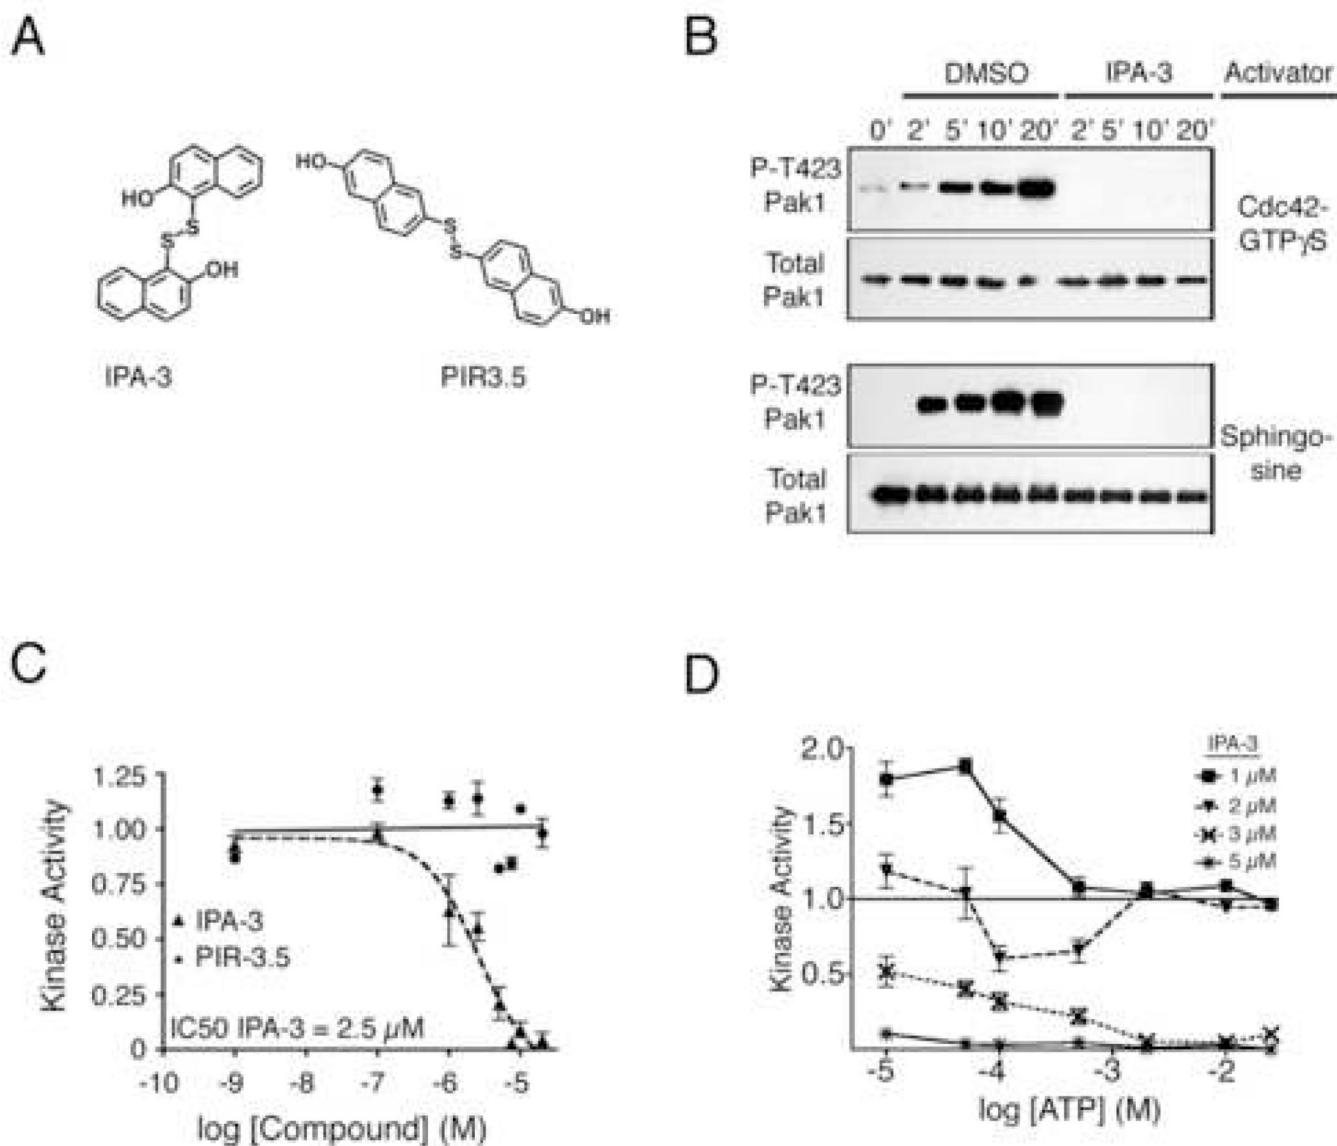 A
HO
S
S
OH
IPA-3
HO
S
S
OH
PIR3.5
B
DMSO IPA-3 Activator
0' 2' 5' 10' 20' 2' 5' 10' 20'
P-T423
Pak1
Total
Pak1
Cdc42-
GTPγS
P-T423
Pak1
Total
Pak1
Sphingo-
sine
C
Kinase Activity
1.25
1.00
0.75
0.50
0.25
0
IPA-3
PIR-3.5
IC50 IPA-3 = 2.5 µM
-10 -9 -8 -7 -6 -5
log [Compound] (M)
D
Kinase Activity
2.0
1.5
1.0
0.5
IPA-3
1 µM
2 µM
3 µM
5 µM
-5 -4 -3 -2
log [ATP] (M)